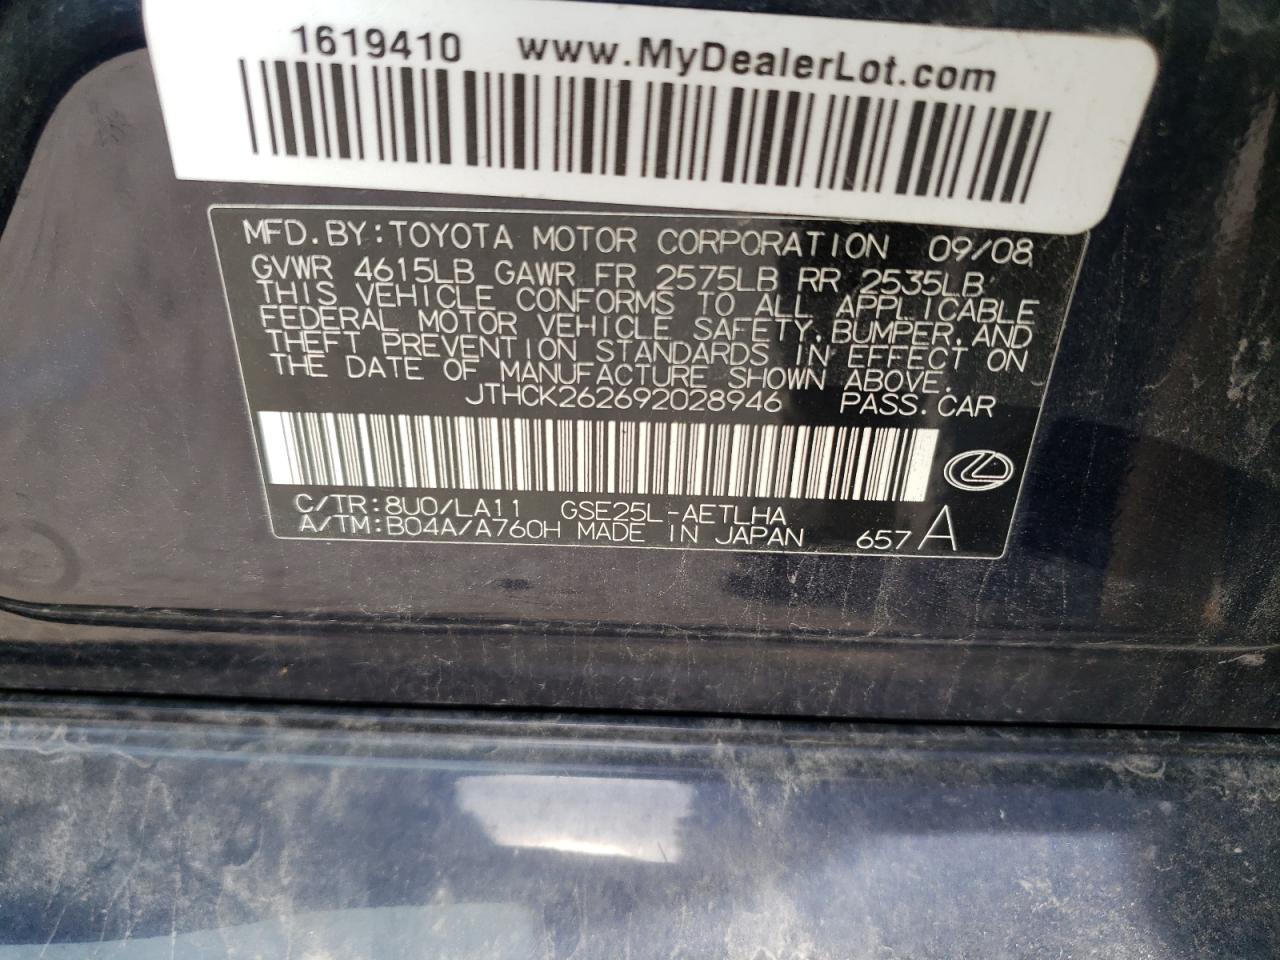 1619410 www.MyDealerLot.com
MFD.BY:TOYOTA MOTOR CORPORATION 09/08
GVWR 4615LB GAWR FR 2575LB RR 2535LB
THIS VEHICLE CONFORMS TO ALL APPLICABLE
FEDERAL MOTOR VEHICLE SAFETY,BUMPER,AND
THEFT PREVENTION STANDARDS IN EFFECT ON
THE DATE OF MANUFACTURE SHOWN ABOVE.
JTHCK262692028946 PASS.CAR
C/TR:8U0/LA11 GSE25L-AETLHA
A/TM:B04A/A760H MADE IN JAPAN 657A